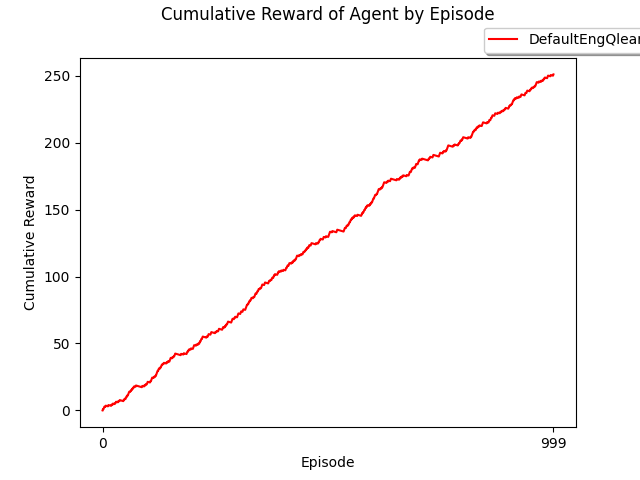 Cumulative Reward of Agent by Episode
DefaultEngQlear
250
200
150
100
50
0
Cumulative Reward
0
999
Episode